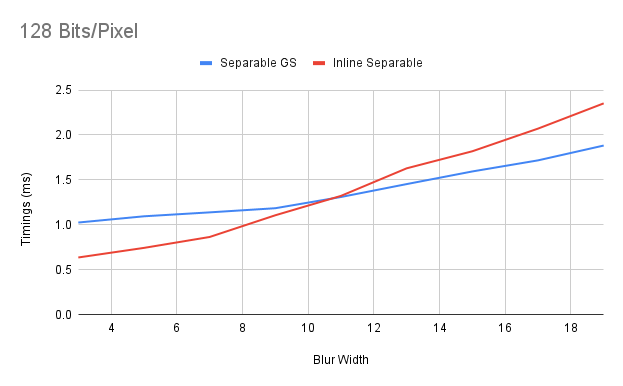 128 Bits/Pixel
Separable GS
Inline Separable
2.5
2.0
1.5
1.0
0.5
0.0
Timings (ms)
4 6 8 10 12 14 16 18
Blur Width